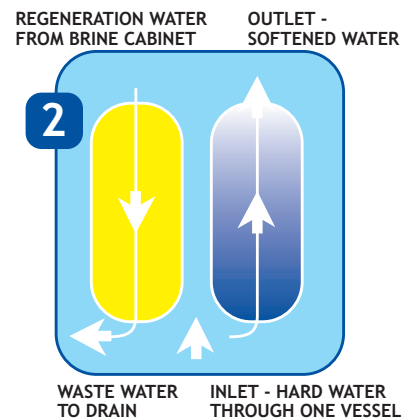 REGENERATION WATER
FROM BRINE CABINET
OUTLET -
SOFTENED WATER
2
WASTE WATER
TO DRAIN
INLET - HARD WATER
THROUGH ONE VESSEL